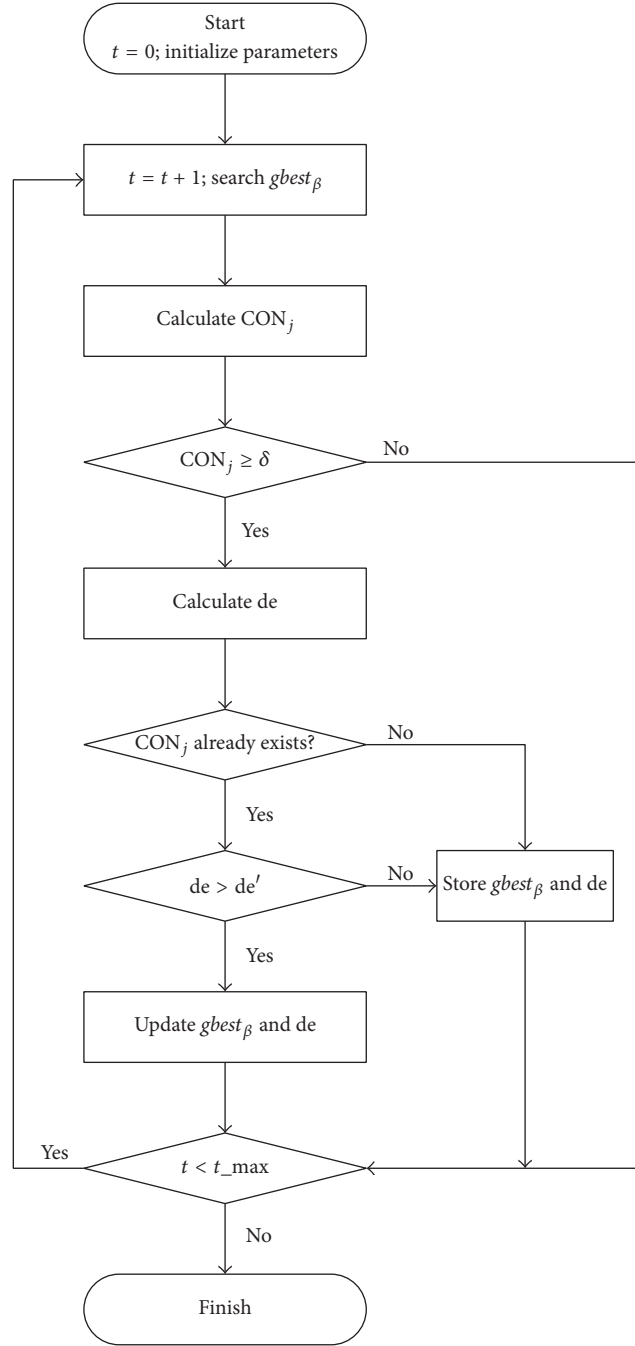 Start
t = 0; initialize parameters
t = t + 1; search gbest_β
Calculate CON_j
CON_j ≥ δ
No
Yes
Calculate de
CON_j already exists?
No
Yes
de > de′
No
Store gbest_β and de
Yes
Update gbest_β and de
Yes
t < t_max
No
Finish